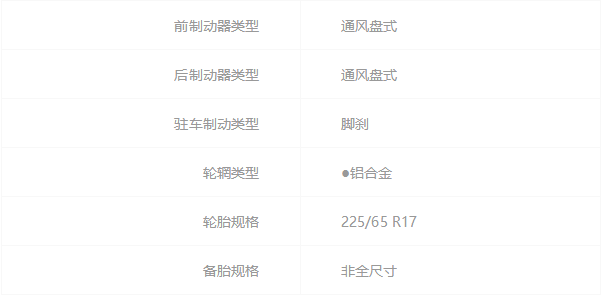 前制动器类型 通风盘式
后制动器类型 通风盘式
驻车制动类型 脚刹
轮辋类型 ●铝合金
轮胎规格 225/65 R17
备胎规格 非全尺寸